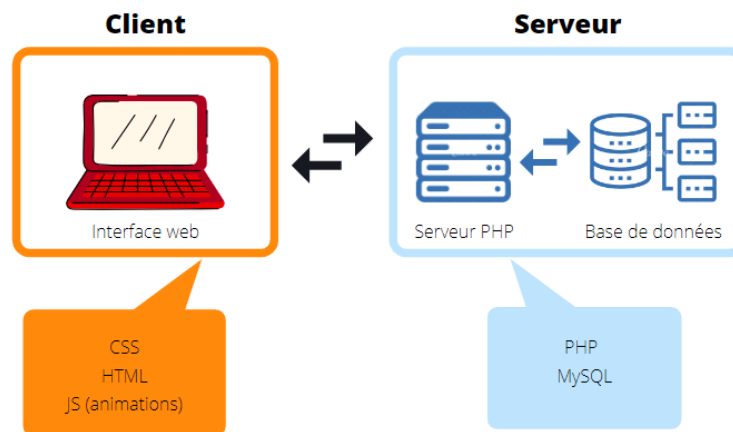 Client
Serveur
Interface web
Serveur PHP
Base de données
CSS
HTML
JS (animations)
PHP
MySQL